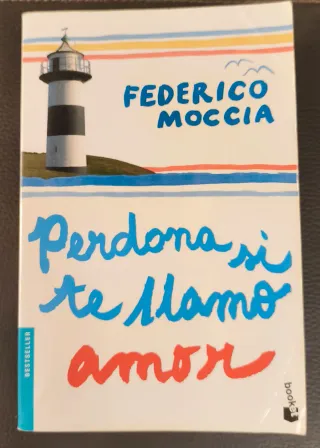 FEDERICO
MOCCIA
Perdona si
te llamo
amor
BESTSELLER
booket